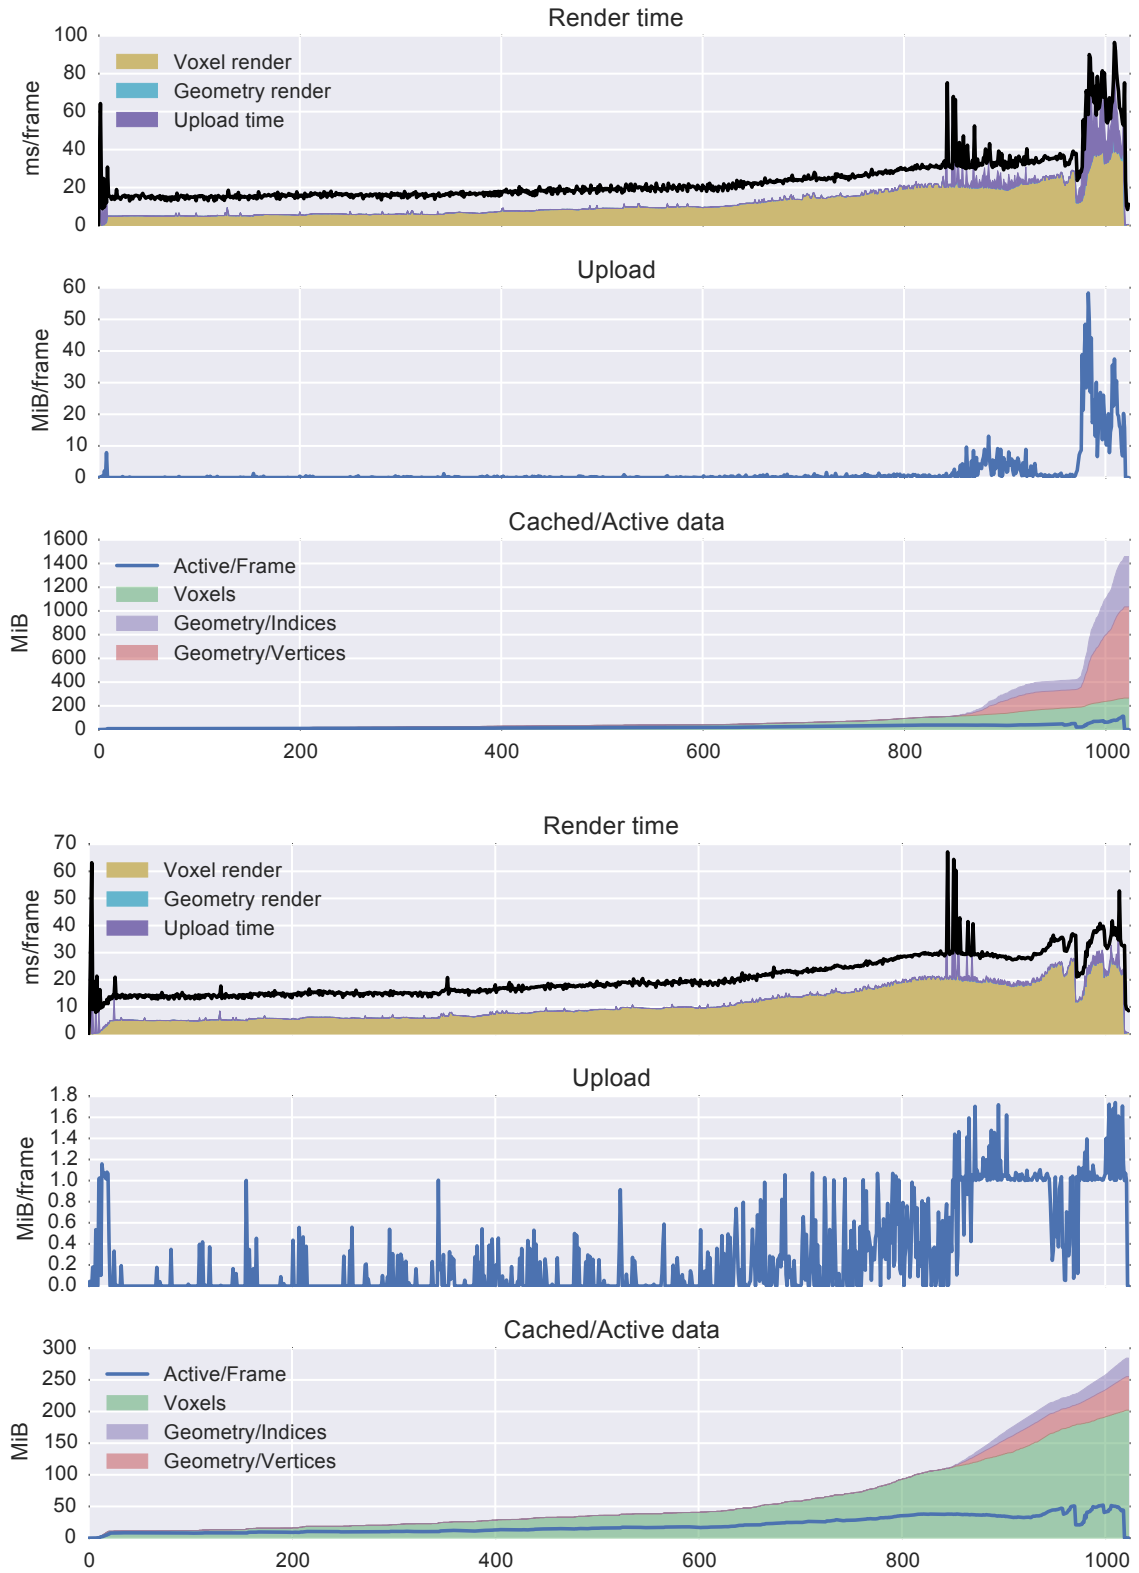 Render time
100
80
60
40
20
0
ms/frame
Voxel render
Geometry render
Upload time
Upload
60
50
40
30
20
10
0
MiB/frame
Cached/Active data
1600
1400
1200
1000
800
600
400
200
0
MiB
Active/Frame
Voxels
Geometry/Indices
Geometry/Vertices
0 200 400 600 800 1000
Render time
70
60
50
40
30
20
10
0
ms/frame
Voxel render
Geometry render
Upload time
Upload
1.8
1.6
1.4
1.2
1.0
0.8
0.6
0.4
0.2
0.0
MiB/frame
Cached/Active data
300
250
200
150
100
50
0
MiB
Active/Frame
Voxels
Geometry/Indices
Geometry/Vertices
0 200 400 600 800 1000